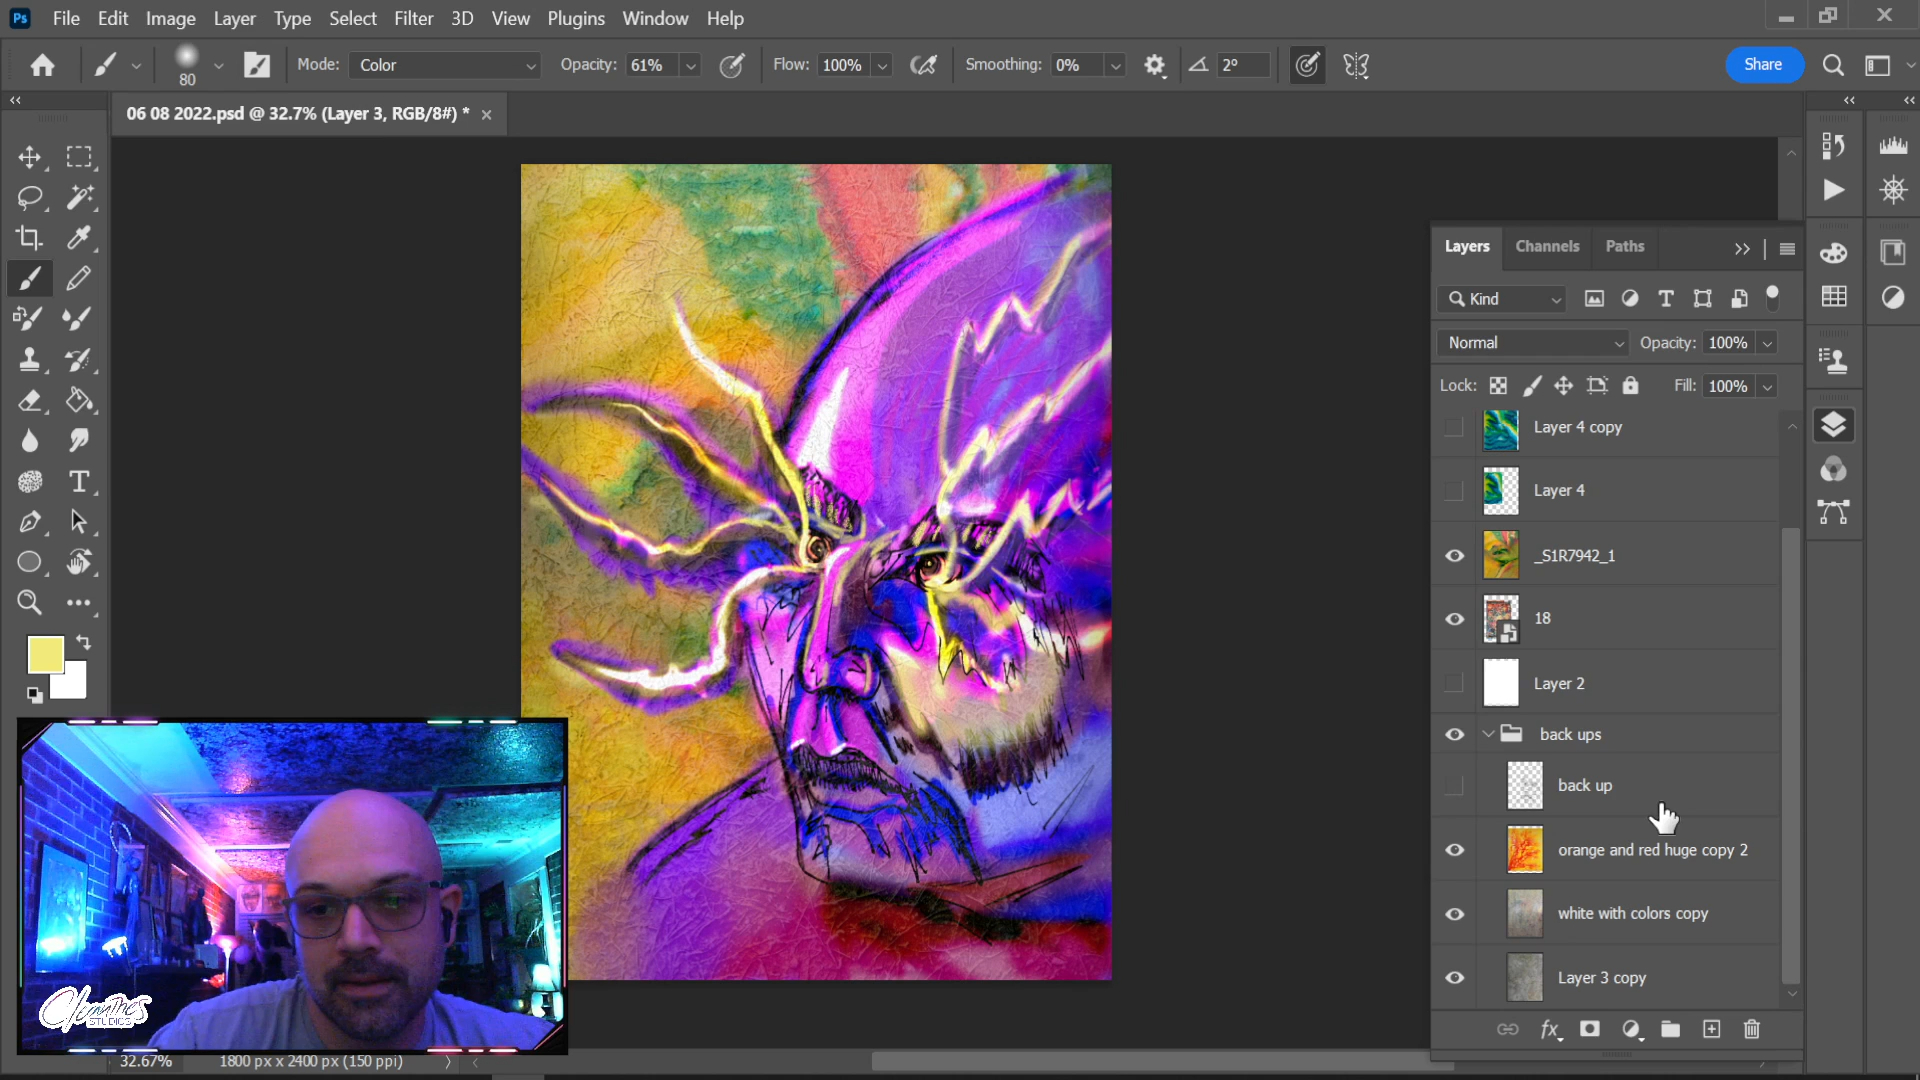 Ps File Edit Image Layer Type Select Filter 3D View Plugins Window Help
80 Mode: Color Opacity: 61% Flow: 100% Smoothing: 0% 2° Share
06 08 2022.psd @ 32.7% (Layer 3, RGB/8#) * ×
Layers Channels Paths
Kind
Normal Opacity: 100%
Lock: Fill: 100%
Layer 4 copy
Layer 4
_S1R7942_1
18
Layer 2
back ups
back up
orange and red huge copy 2
white with colors copy
Layer 3 copy
fx
STUDIOS
32.67% 1800 px x 2400 px (150 ppi)